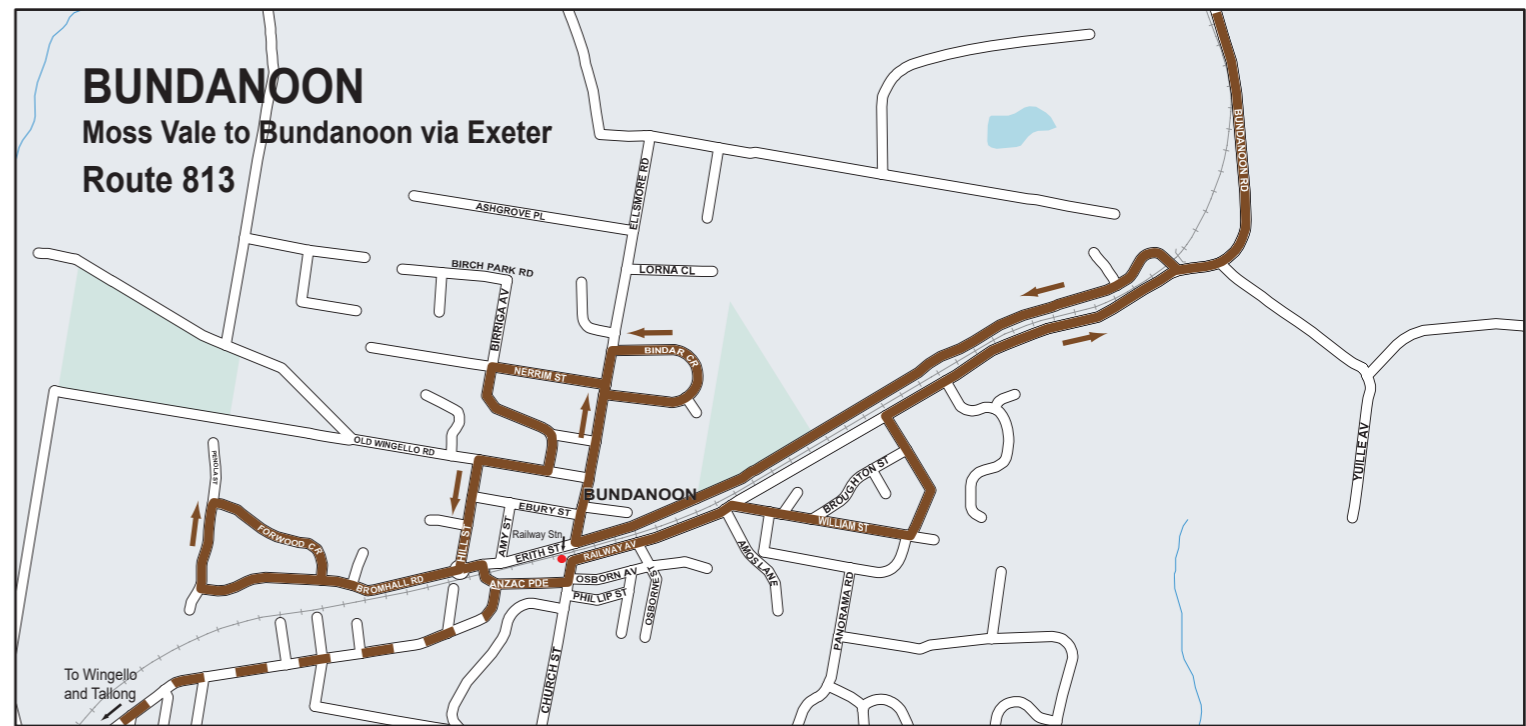 BUNDANOON
Moss Vale to Bundanoon via Exeter
Route 813
BUNDANOON RD
ELLSMORE RD
ASHGROVE PL
BIRCH PARK RD
LORNA CL
BIRRIGA AV
BINDAR CR
NERRIM ST
YUILLE AV
OLD WINGELLO RD
PENOLA ST
BROUGHTON ST
BUNDANOON
EBURY ST
WILLIAM ST
HILL ST
AMY ST
Railway Stn
ERITH ST
RAILWAY AV
FORWOOD CR
AMOS LANE
BROMHALL RD
ANZAC PDE
OSBORN AV
PHILLIP ST
OSBORNE ST
PANORAMA RD
CHURCH ST
To Wingello
and Tallong